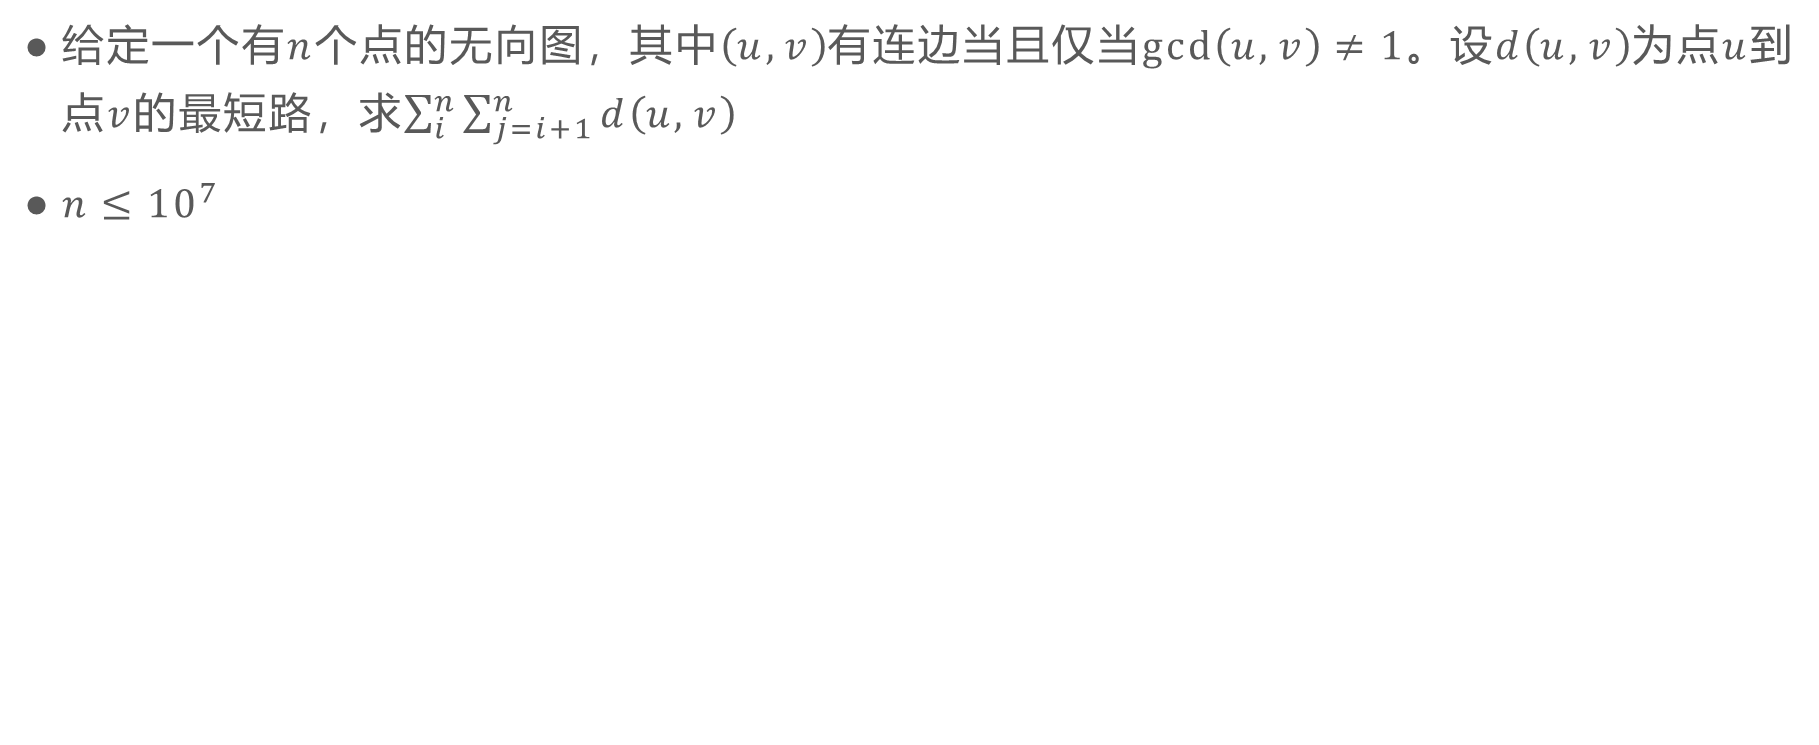 ● 给定一个有n个点的无向图，其中(u, v)有连边当且仅当gcd(u, v) ≠ 1。设d(u, v)为点u到
点v的最短路，求∑_i^n ∑_{j=i+1}^n d(u, v)
● n ≤ 10^7